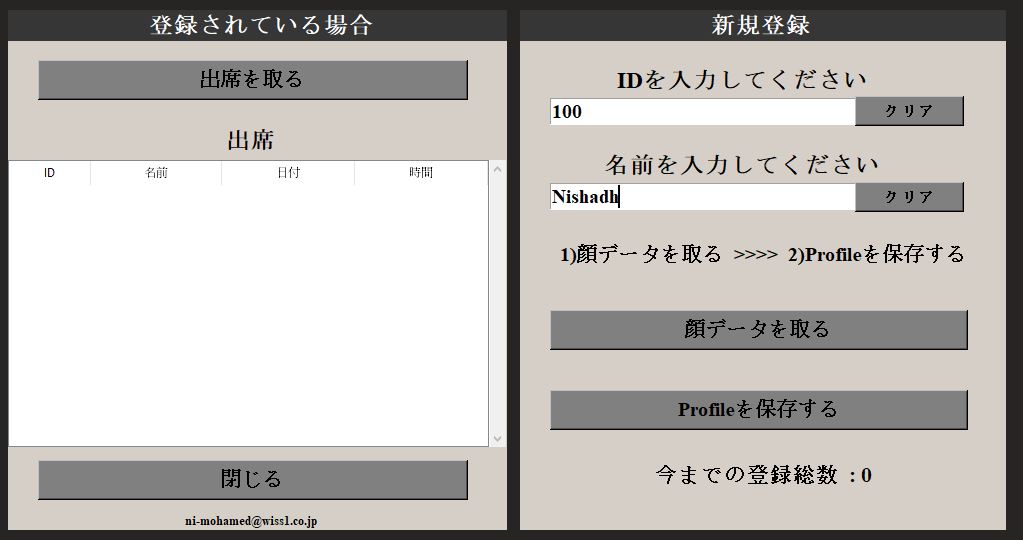 登録されている場合
出席を取る
出席
ID 名前 日付 時間
閉じる
ni-mohamed@wiss1.co.jp
新規登録
IDを入力してください
100 クリア
名前を入力してください
Nishadh クリア
1)顔データを取る >>>> 2)Profileを保存する
顔データを取る
Profileを保存する
今までの登録総数 : 0